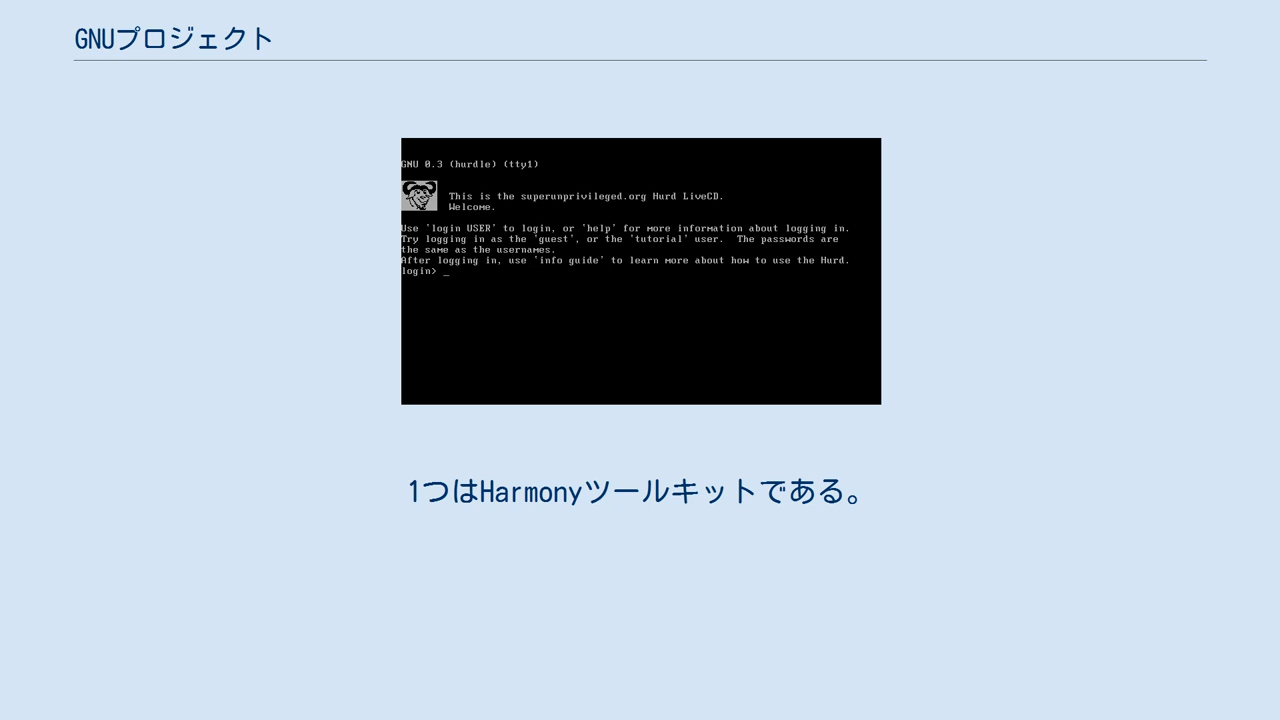 GNUプロジェクト
GNU 0.3 (hurdle) (tty1)
This is the superunprivileged.org Hurd LiveCD.
Welcome.
Use 'login USER' to login, or 'help' for more information about logging in.
Try logging in as the 'guest', or the 'tutorial' user.  The passwords are
the same as the usernames.
After logging in, use 'info guide' to learn more about how to use the Hurd.
login> _
1つはHarmonyツールキットである。